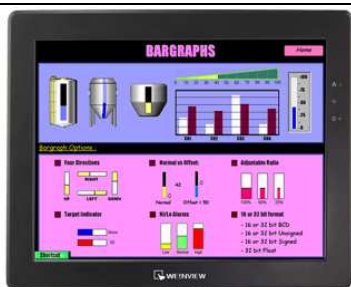 BARGRAPHS
Home
Bargraph Options:
Four Directions
RIGHT
UP
LEFT
DOWN
Normal vs Offset:
Normal
Offset = 50
Adjustable Ratio
100%
50%
Target Indicator
Hi/Lo Alarms
Low
Normal
High
16 or 32 bit format
- 16 or 32 bit BCD
- 16 or 32 bit Unsigned
- 16 or 32 bit Signed
- 32 bit Float
Shortcut
WEINVIEW